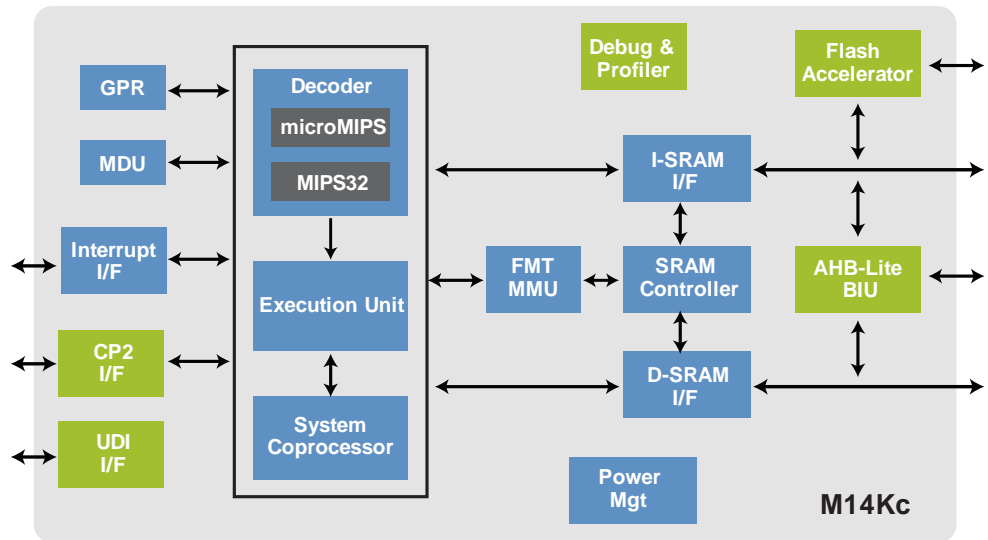 GPR
MDU
Interrupt
I/F
CP2
I/F
UDI
I/F
Decoder
microMIPS
MIPS32
Execution Unit
System
Coprocessor
FMT
MMU
Debug &
Profiler
I-SRAM
I/F
SRAM
Controller
D-SRAM
I/F
Power
Mgt
Flash
Accelerator
AHB-Lite
BIU
M14Kc